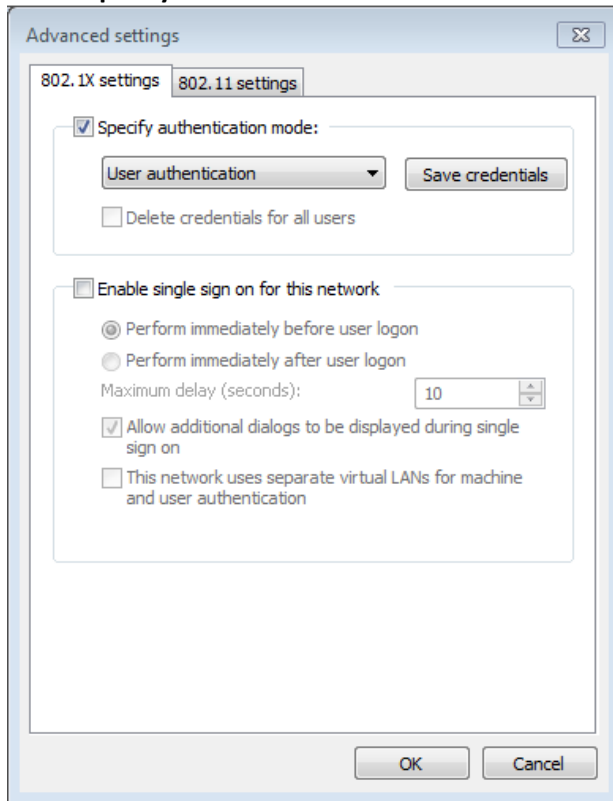 Advanced settings
802.1X settings
802.11 settings
Specify authentication mode:
User authentication
Save credentials
Delete credentials for all users
Enable single sign on for this network
Perform immediately before user logon
Perform immediately after user logon
Maximum delay (seconds):
10
Allow additional dialogs to be displayed during single
sign on
This network uses separate virtual LANs for machine
and user authentication
OK
Cancel